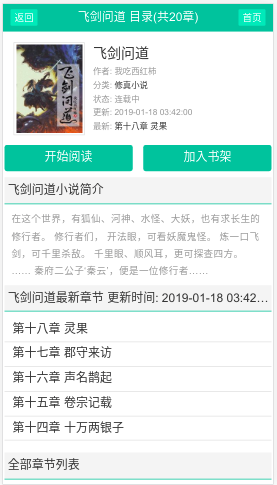 返回 飞剑问道 目录(共20章) 首页
飞剑问道
飞剑问道
作者: 我吃西红柿
分类: 修真小说
状态: 连载中
更新: 2019-01-18 03:42:00
最新: 第十八章 灵果
开始阅读 加入书架
飞剑问道小说简介
在这个世界，有狐仙、河神、水怪、大妖，也有求长生的
修行者。 修行者们， 开法眼，可看妖魔鬼怪。 炼一口飞
剑，可千里杀敌。 千里眼、顺风耳，更可探查四方。
…… 秦府二公子‘秦云’，便是一位修行者……
飞剑问道最新章节 更新时间: 2019-01-18 03:42...
第十八章 灵果
第十七章 郡守来访
第十六章 声名鹊起
第十五章 卷宗记载
第十四章 十万两银子
全部章节列表